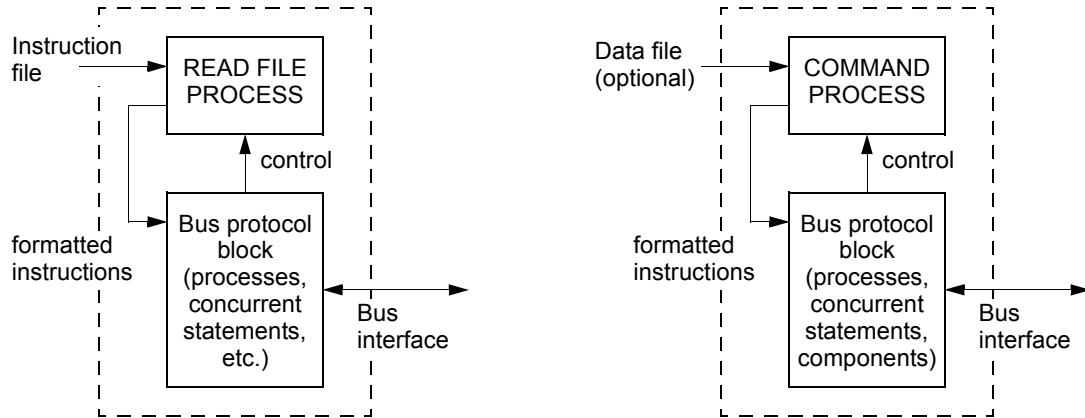 Instruction
file
READ FILE
PROCESS
control
formatted
instructions
Bus protocol
block
(processes,
concurrent
statements,
etc.)
Bus
interface
Data file
(optional)
COMMAND
PROCESS
control
formatted
instructions
Bus protocol
block
(processes,
concurrent
statements,
components)
Bus
interface